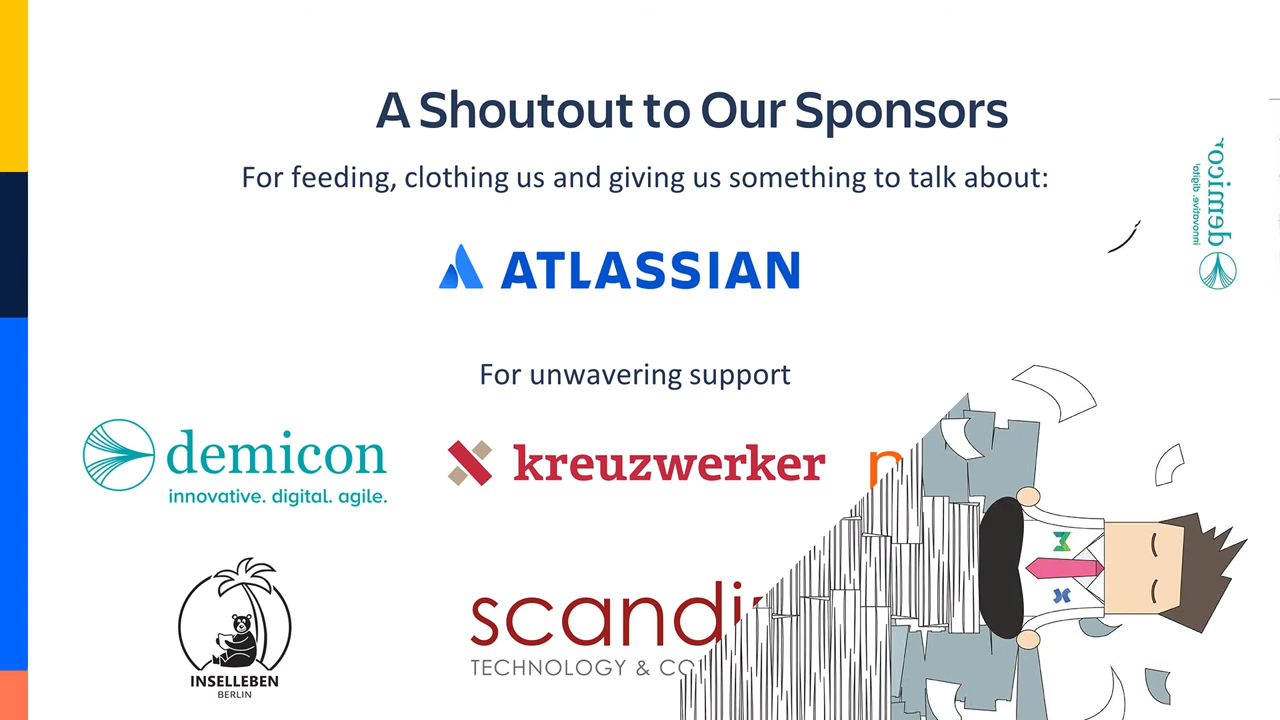 A Shoutout to Our Sponsors
For feeding, clothing us and giving us something to talk about:
ATLASSIAN
For unwavering support
demicon
innovative. digital. agile.
kreuzwerker
INSELLEBEN
BERLIN
TECHNOLOGY &